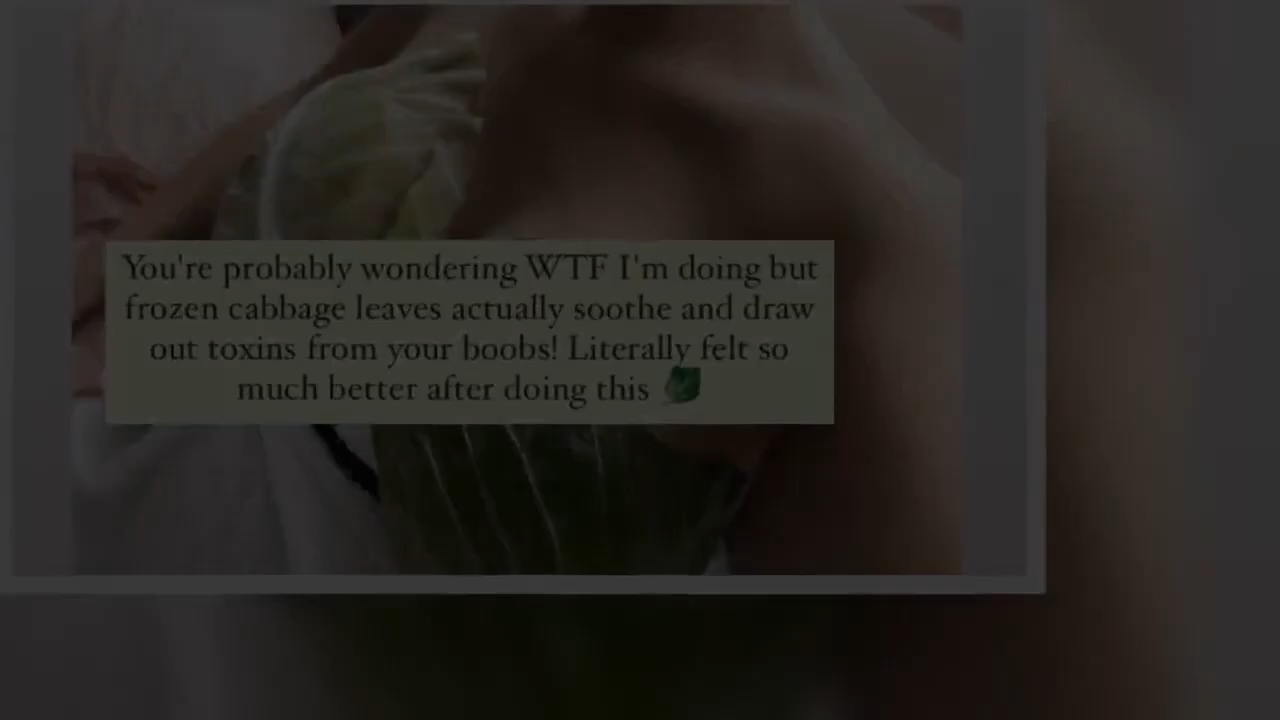 You're probably wondering WTF I'm doing but
frozen cabbage leaves actually soothe and draw
out toxins from your boobs! Literally felt so
much better after doing this 🌿